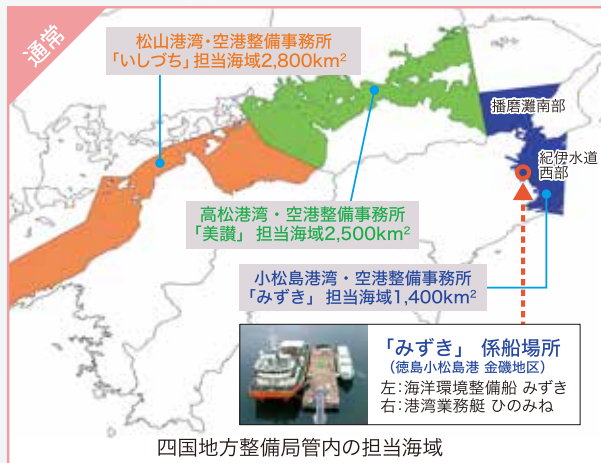 通常
松山港湾・空港整備事務所
「いしづち」担当海域2,800km²
播磨灘南部
紀伊水道
西部
高松港湾・空港整備事務所
「美讃」 担当海域2,500km²
小松島港湾・空港整備事務所
「みずき」 担当海域1,400km²
「みずき」 係船場所
(徳島小松島港 金磯地区)
左:海洋環境整備船 みずき
右:港湾業務艇 ひのみね
四国地方整備局管内の担当海域